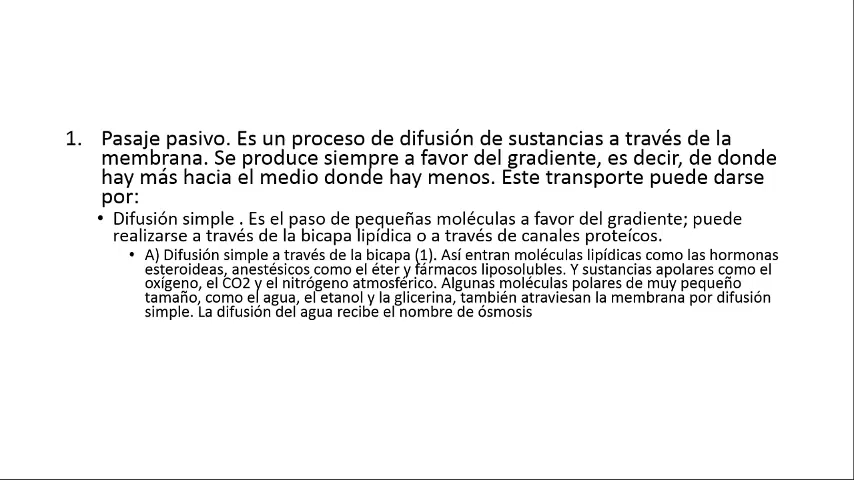 1. Pasaje pasivo. Es un proceso de difusión de sustancias a través de la
membrana. Se produce siempre a favor del gradiente, es decir, de donde
hay más hacia el medio donde hay menos. Este transporte puede darse
por:
• Difusión simple . Es el paso de pequeñas moléculas a favor del gradiente; puede
realizarse a través de la bicapa lipídica o a través de canales proteícos.
• A) Difusión simple a través de la bicapa (1). Así entran moléculas lipídicas como las hormonas
esteroideas, anestésicos como el éter y fármacos liposolubles. Y sustancias apolares como el
oxígeno, el CO2 y el nitrógeno atmosférico. Algunas moléculas polares de muy pequeño
tamaño, como el agua, el etanol y la glicerina, también atraviesan la membrana por difusión
simple. La difusión del agua recibe el nombre de ósmosis